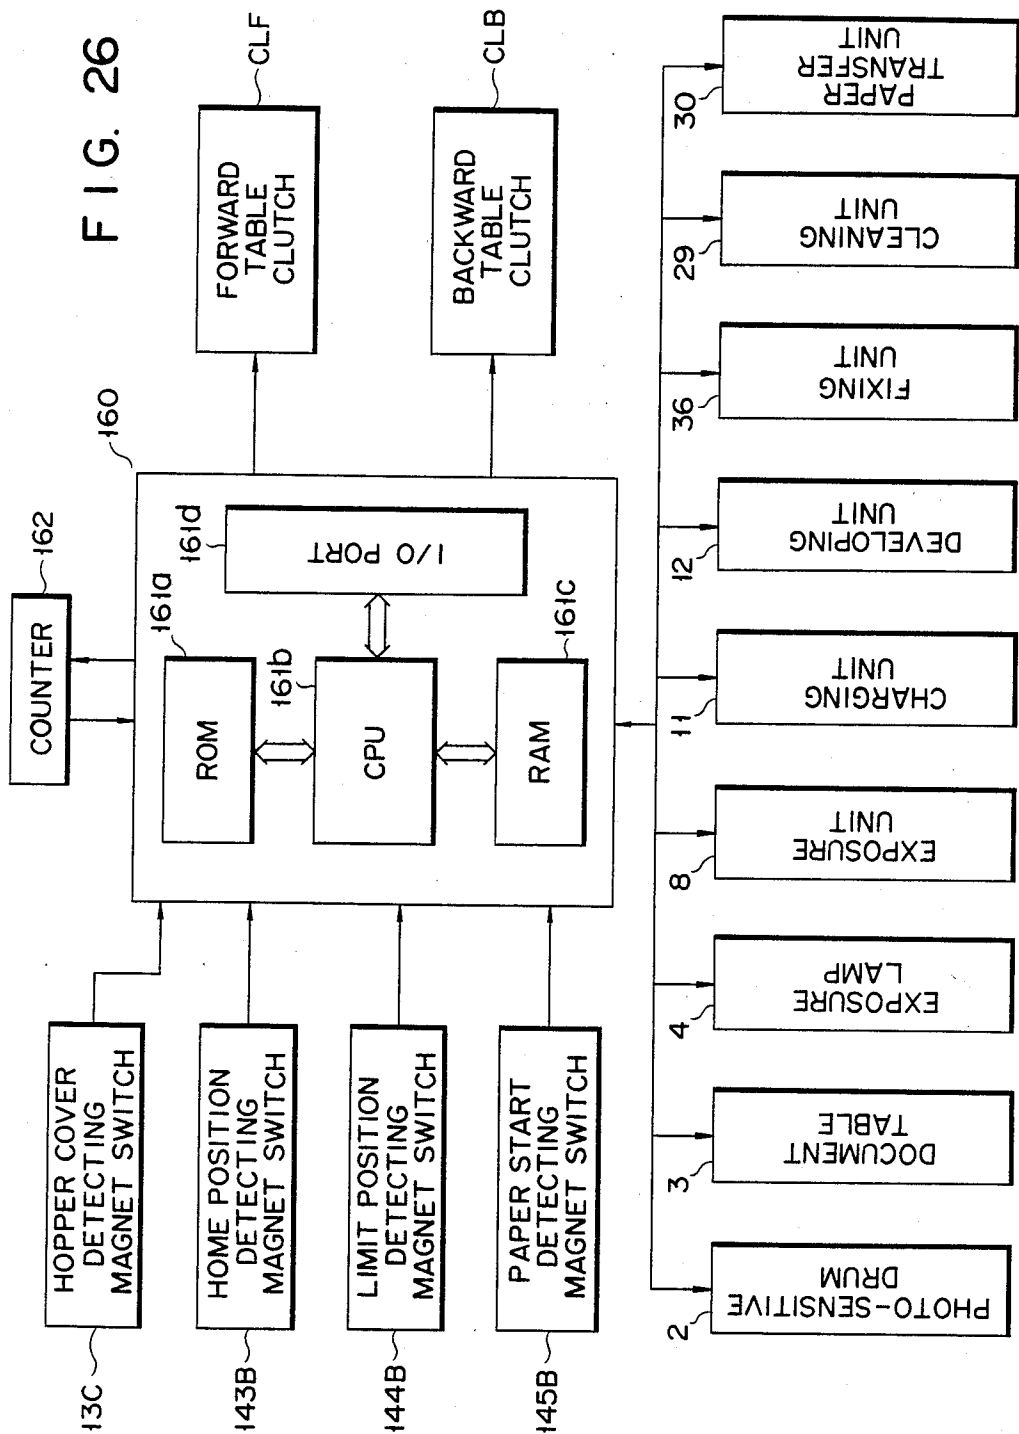 FIG. 26
COUNTER
162
160
HOPPER COVER
DETECTING
MAGNET SWITCH
113C
HOME POSITION
DETECTING
MAGNET SWITCH
143B
LIMIT POSITION
DETECTING
MAGNET SWITCH
144B
PAPER START
DETECTING
MAGNET SWITCH
145B
ROM
161a
CPU
161b
RAM
161c
I/O PORT
161d
FORWARD
TABLE
CLUTCH
CLF
BACKWARD
TABLE
CLUTCH
CLB
2
PHOTO-SENSITIVE
DRUM
3
DOCUMENT
TABLE
4
EXPOSURE
LAMP
8
EXPOSURE
UNIT
11
CHARGING
UNIT
12
DEVELOPING
UNIT
36
FIXING
UNIT
29
CLEANING
UNIT
30
PAPER
TRANSFER
UNIT